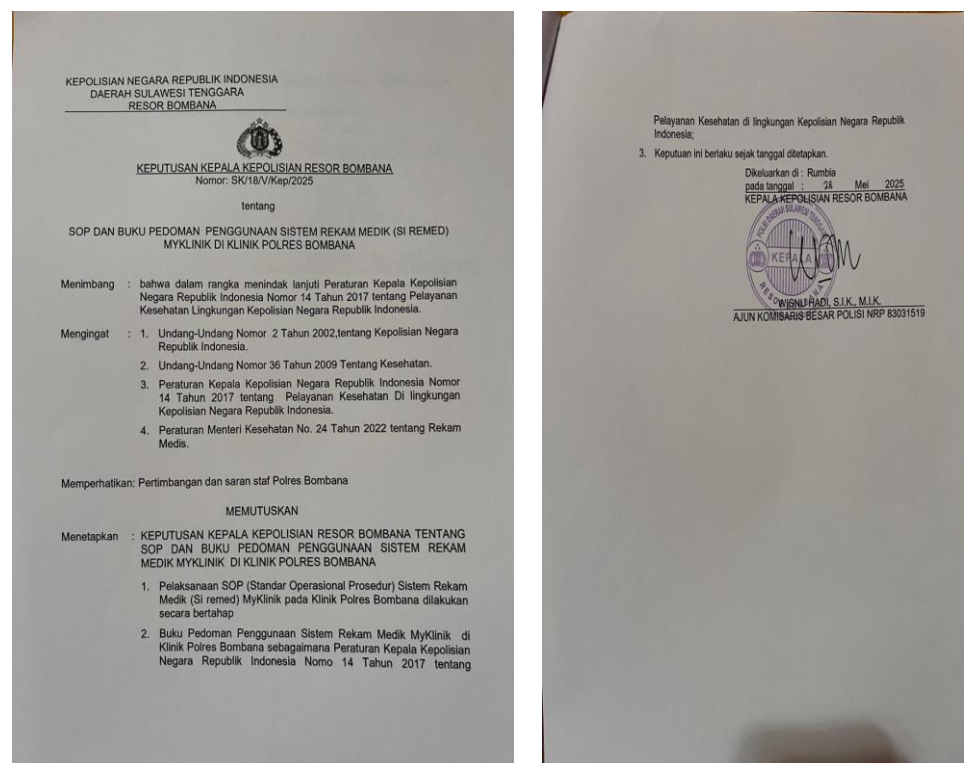 KEPOLISIAN NEGARA REPUBLIK INDONESIA
DAERAH SULAWESI TENGGARA
RESOR BOMBANA
KEPUTUSAN KEPALA KEPOLISIAN RESOR BOMBANA
Nomor: SK/18/V/Kep/2025
tentang
SOP DAN BUKU PEDOMAN PENGGUNAAN SISTEM REKAM MEDIK (SI REMED)
MYKLINIK DI KLINIK POLRES BOMBANA
Menimbang : bahwa dalam rangka menindak lanjuti Peraturan Kepala Kepolisian
Negara Republik Indonesia Nomor 14 Tahun 2017 tentang Pelayanan
Kesehatan Lingkungan Kepolisian Negara Republik Indonesia.
Mengingat : 1. Undang-Undang Nomor 2 Tahun 2002,tentang Kepolisian Negara
Republik Indonesia.
2. Undang-Undang Nomor 36 Tahun 2009 Tentang Kesehatan.
3. Peraturan Kepala Kepolisian Negara Republik Indonesia Nomor
14 Tahun 2017 tentang Pelayanan Kesehatan Di lingkungan
Kepolisian Negara Republik Indonesia.
4. Peraturan Menteri Kesehatan No. 24 Tahun 2022 tentang Rekam
Medis.
Memperhatikan: Pertimbangan dan saran staf Polres Bombana
MEMUTUSKAN
Menetapkan : KEPUTUSAN KEPALA KEPOLISIAN RESOR BOMBANA TENTANG
SOP DAN BUKU PEDOMAN PENGGUNAAN SISTEM REKAM
MEDIK MYKLINIK DI KLINIK POLRES BOMBANA
1. Pelaksanaan SOP (Standar Operasional Prosedur) Sistem Rekam
Medik (Si remed) MyKlinik pada Klinik Polres Bombana dilakukan
secara bertahap
2. Buku Pedoman Penggunaan Sistem Rekam Medik MyKlinik di
Klinik Polres Bombana sebagaimana Peraturan Kepala Kepolisian
Negara Republik Indonesia Nomo 14 Tahun 2017 tentang
Pelayanan Kesehatan di lingkungan Kepolisian Negara Republik
Indonesia;
3. Keputuan ini berlaku sejak tanggal ditetapkan.
Dikeluarkan di : Rumbia
pada tanggal : Mei 2025
KEPALA KEPOLISIAN RESOR BOMBANA
POLRI DAERAH SULAWESI TENGGARA
KEPALA
RESOR BOMBANA
WISNU HADI, S.I.K., M.I.K.
AJUN KOMISARIS BESAR POLISI NRP 83031519